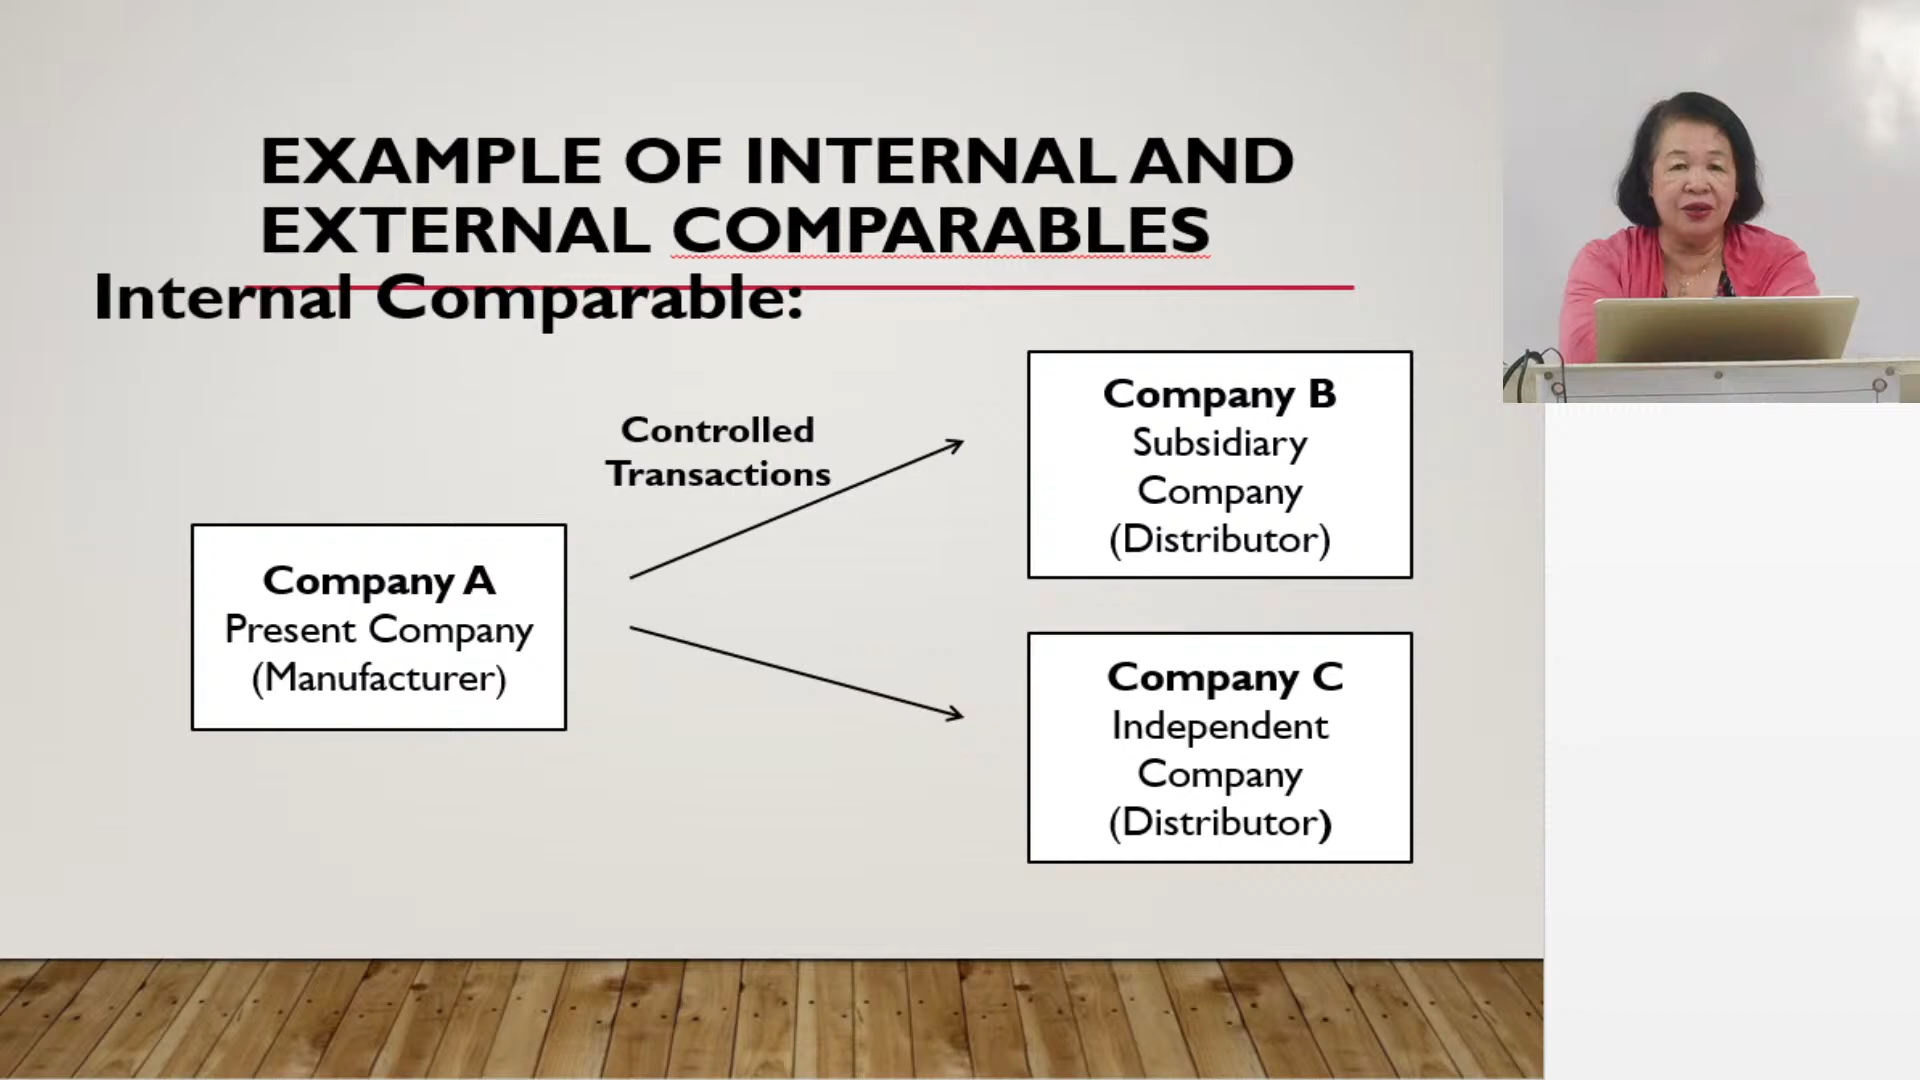 EXAMPLE OF INTERNAL AND
EXTERNAL COMPARABLES
Internal Comparable:
Controlled
Transactions
Company A
Present Company
(Manufacturer)
Company B
Subsidiary
Company
(Distributor)
Company C
Independent
Company
(Distributor)